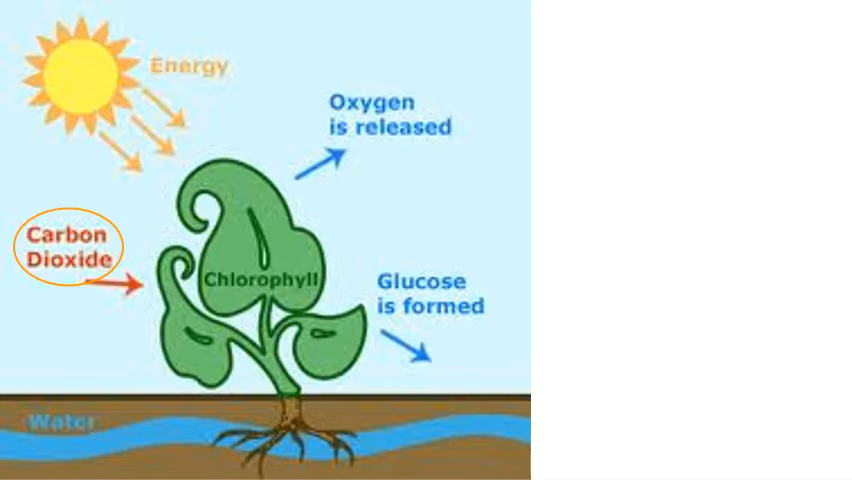 Energy
Oxygen
is released
Carbon
Dioxide
Chlorophyll
Glucose
is formed
Water